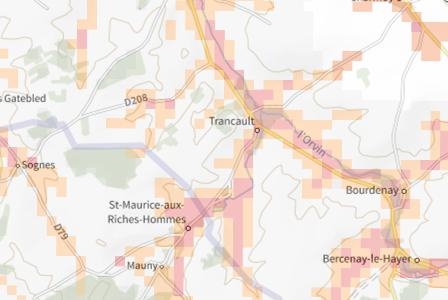 s Gatebled
D208
Trancault
l'Orvin
Sognes
Bourdenay
St-Maurice-aux-
Riches-Hommes
D79
Mauny
Bercenay-le-Hayer